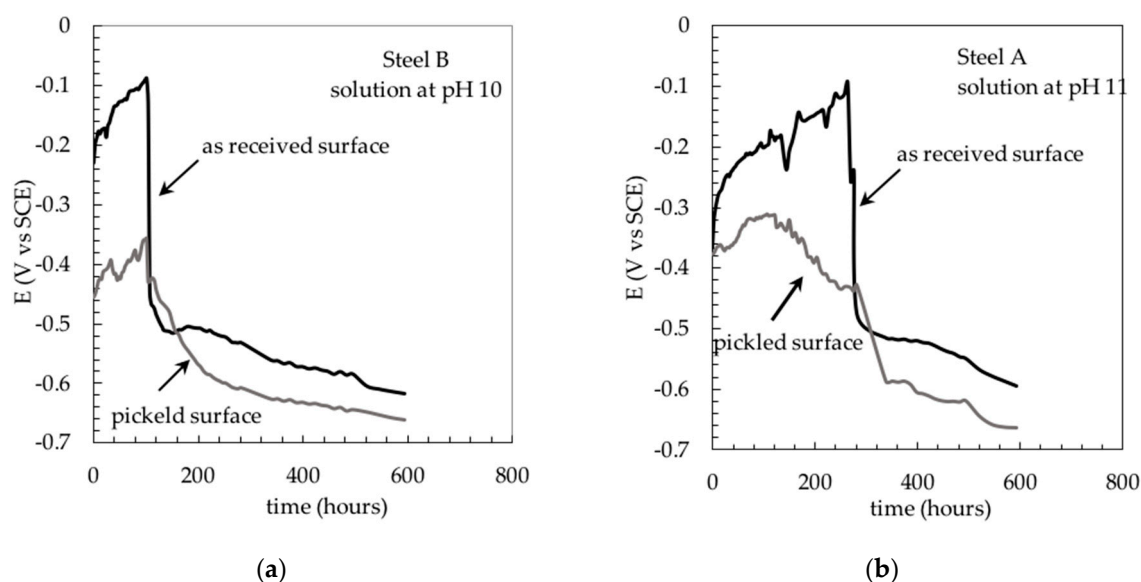 0
-0.1
-0.2
-0.3
-0.4
-0.5
-0.6
-0.7
E (V vs SCE)
Steel B
solution at pH 10
as received surface
pickeld surface
0 200 400 600 800
time (hours)
(a)
0
-0.1
-0.2
-0.3
-0.4
-0.5
-0.6
-0.7
E (V vs SCE)
Steel A
solution at pH 11
as received surface
pickled surface
0 200 400 600 800
time (hours)
(b)